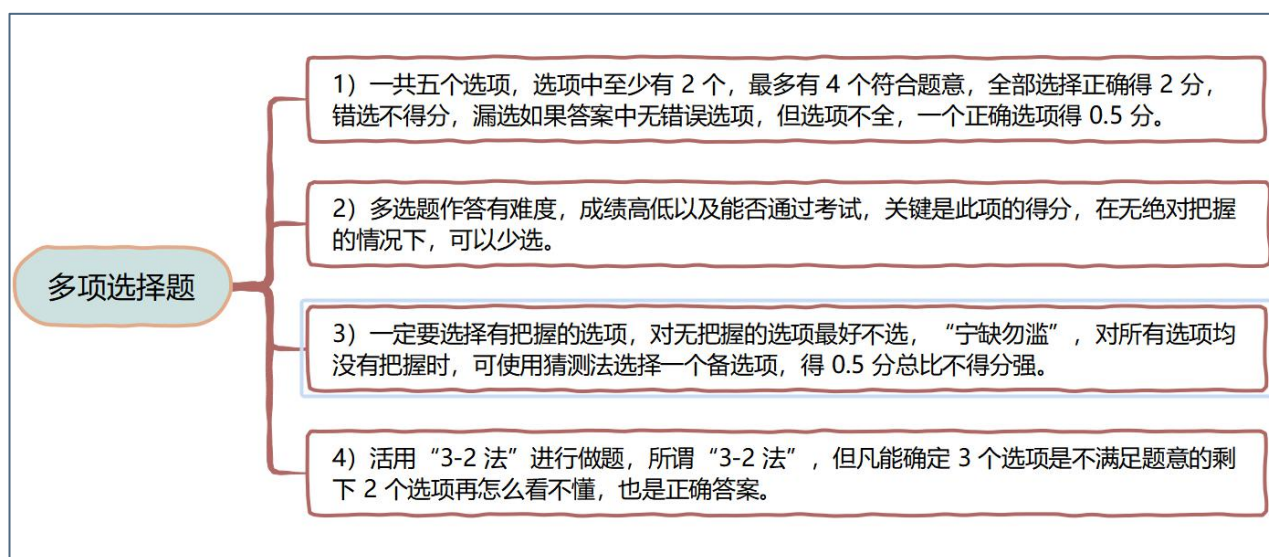 多项选择题
1）一共五个选项，选项中至少有 2 个，最多有 4 个符合题意，全部选择正确得 2 分，
错选不得分，漏选如果答案中无错误选项，但选项不全，一个正确选项得 0.5 分。
2）多选题作答有难度，成绩高低以及能否通过考试，关键是此项的得分，在无绝对把握
的情况下，可以少选。
3）一定要选择有把握的选项，对无把握的选项最好不选，“宁缺勿滥”，对所有选项均
没有把握时，可使用猜测法选择一个备选项，得 0.5 分总比不得分强。
4）活用“3-2 法”进行做题，所谓“3-2 法”，但凡能确定 3 个选项是不满足题意的剩
下 2 个选项再怎么看不懂，也是正确答案。